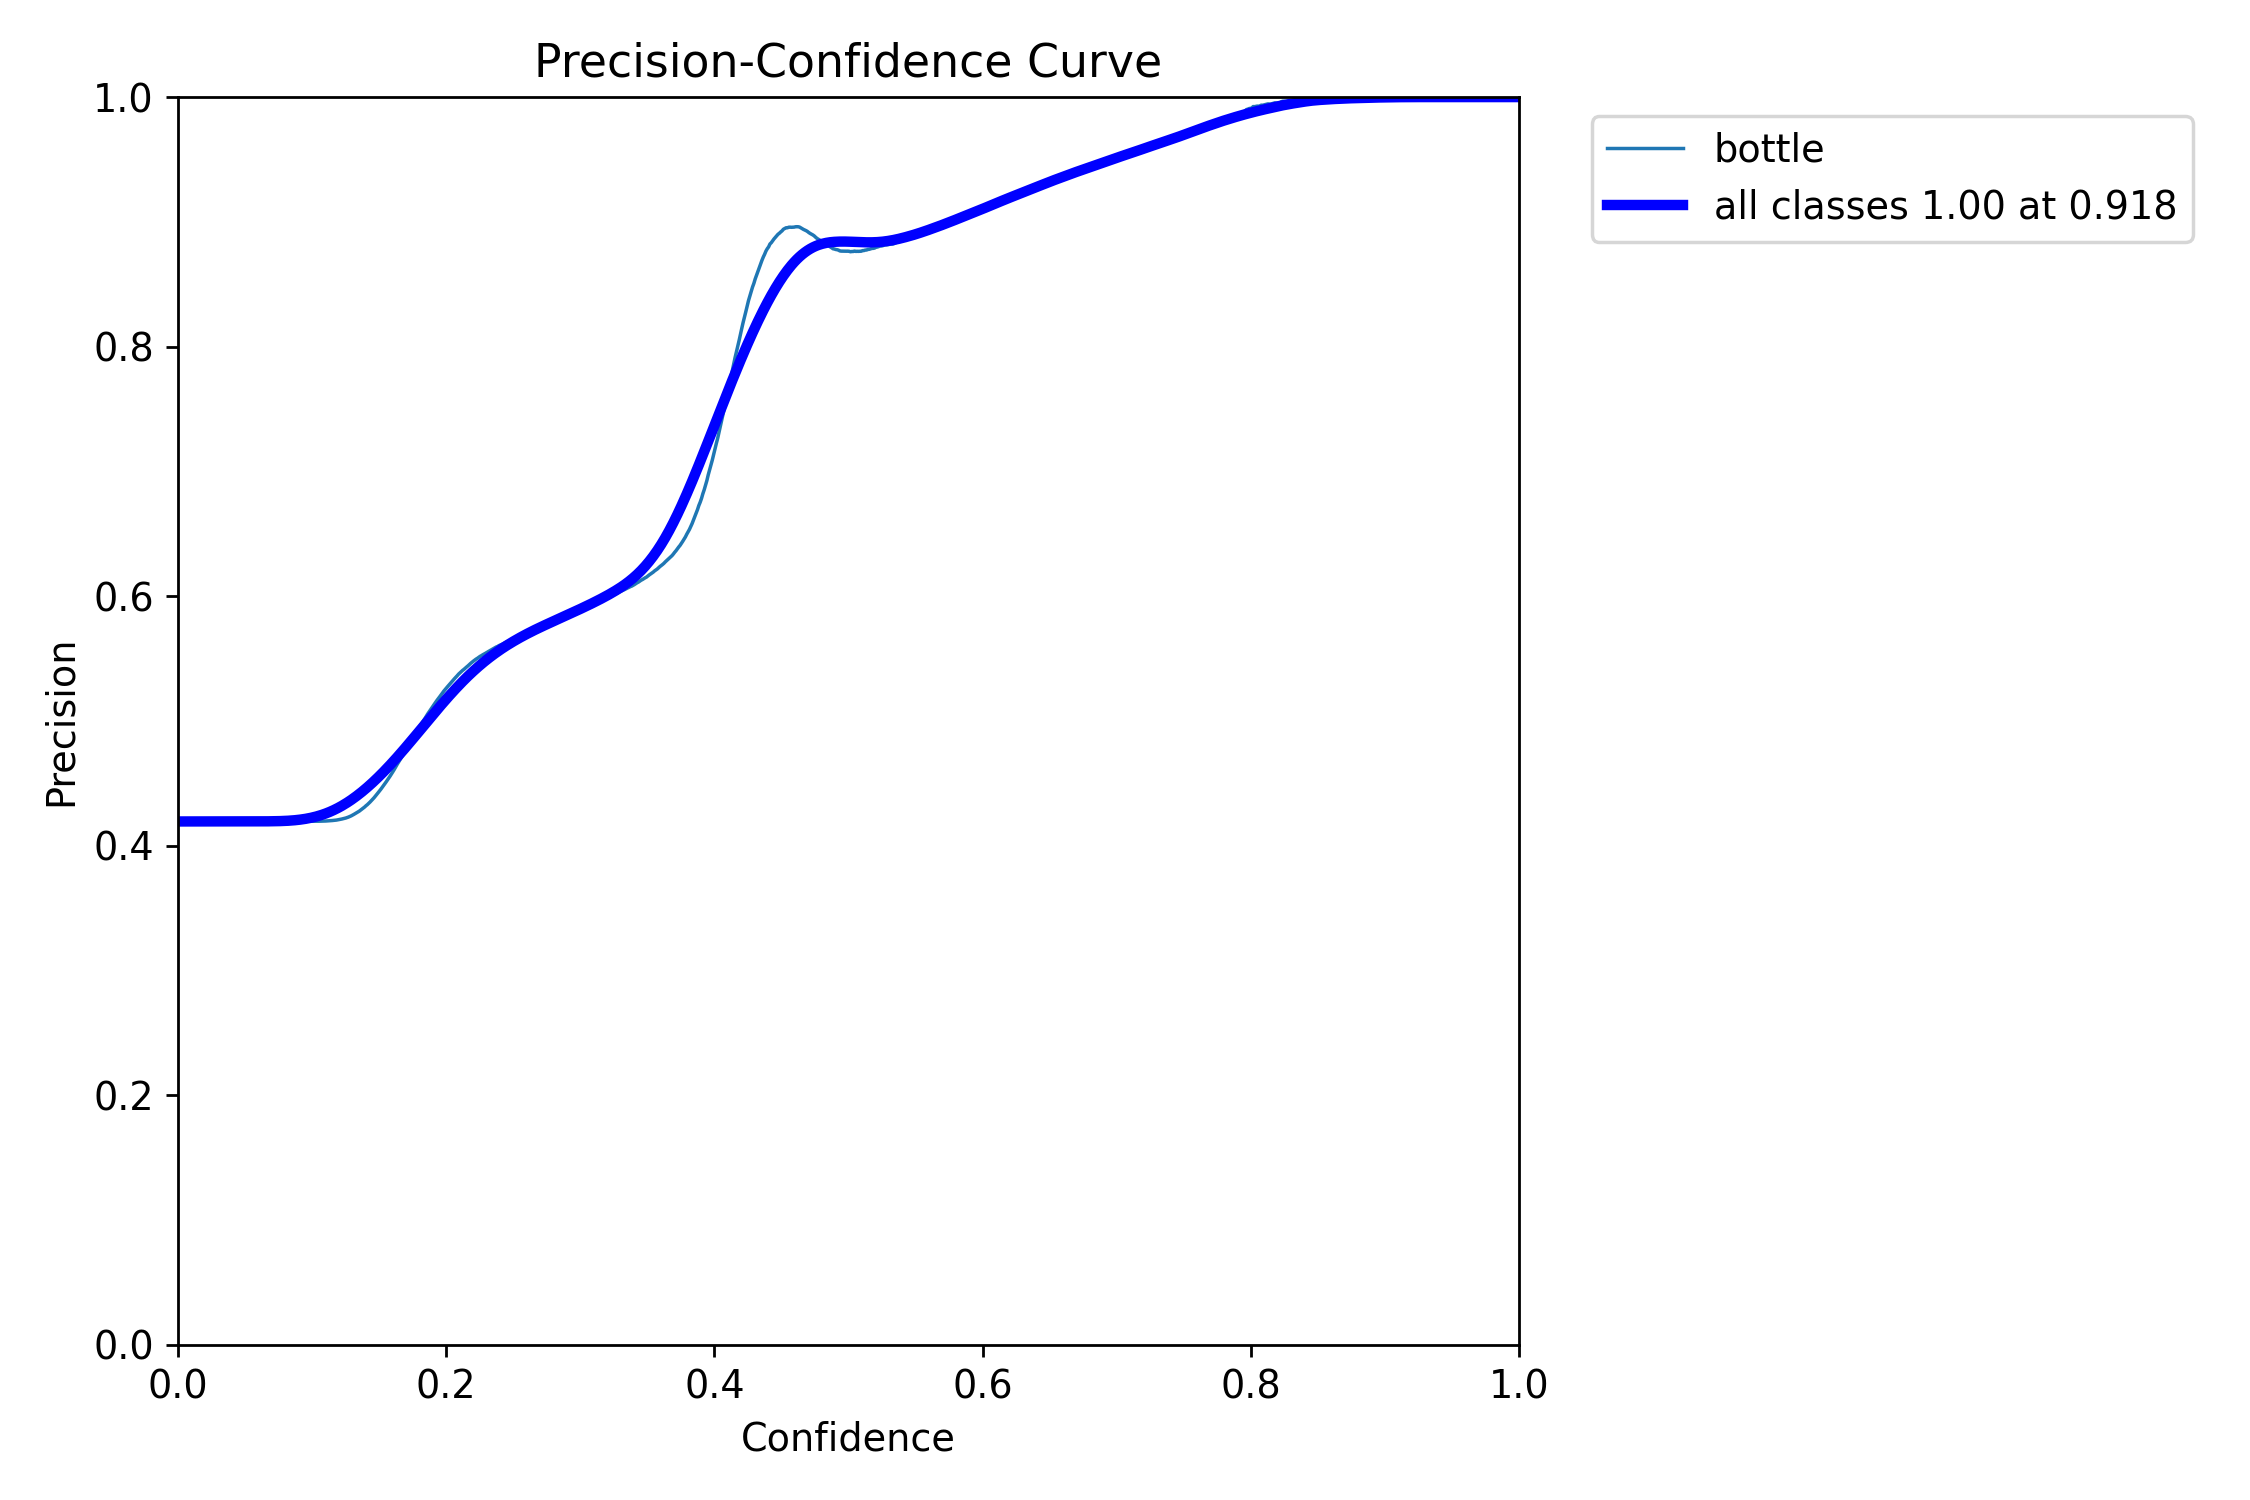 Precision-Confidence Curve
bottle
all classes 1.00 at 0.918
1.0
0.8
0.6
0.4
0.2
0.0
Precision
0.0 0.2 0.4 0.6 0.8 1.0
Confidence